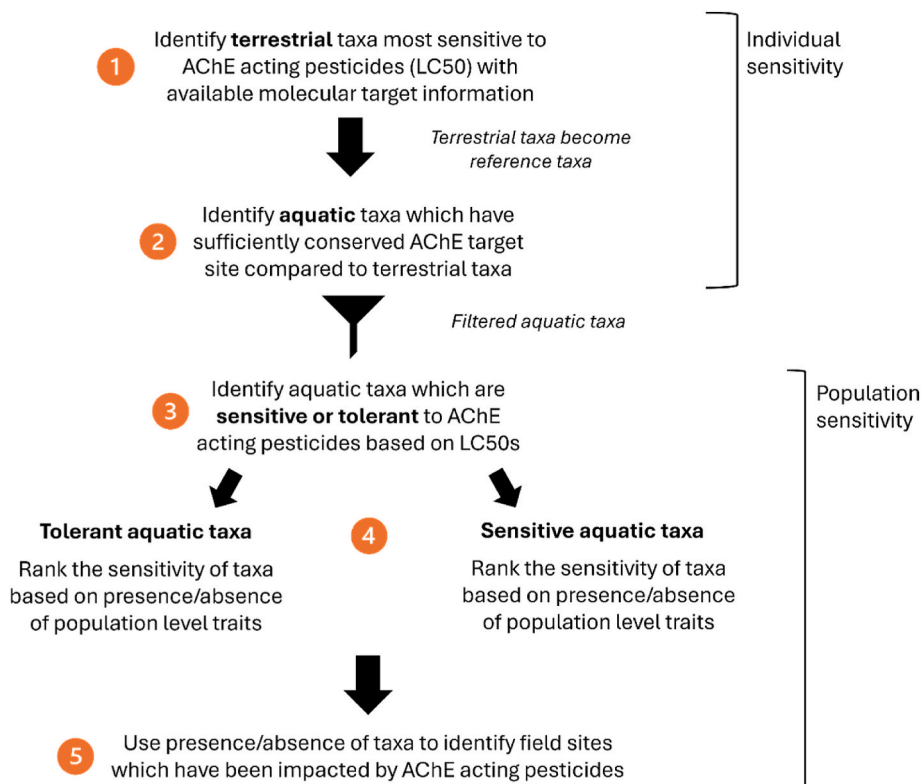 1
Identify terrestrial taxa most sensitive to
AChE acting pesticides (LC50) with
available molecular target information
Individual
sensitivity
Terrestrial taxa become
reference taxa
2
Identify aquatic taxa which have
sufficiently conserved AChE target
site compared to terrestrial taxa
Filtered aquatic taxa
3
Identify aquatic taxa which are
sensitive or tolerant to AChE
acting pesticides based on LC50s
Population
sensitivity
4
Tolerant aquatic taxa
Rank the sensitivity of taxa
based on presence/absence
of population level traits
Sensitive aquatic taxa
Rank the sensitivity of taxa
based on presence/absence
of population level traits
5
Use presence/absence of taxa to identify field sites
which have been impacted by AChE acting pesticides